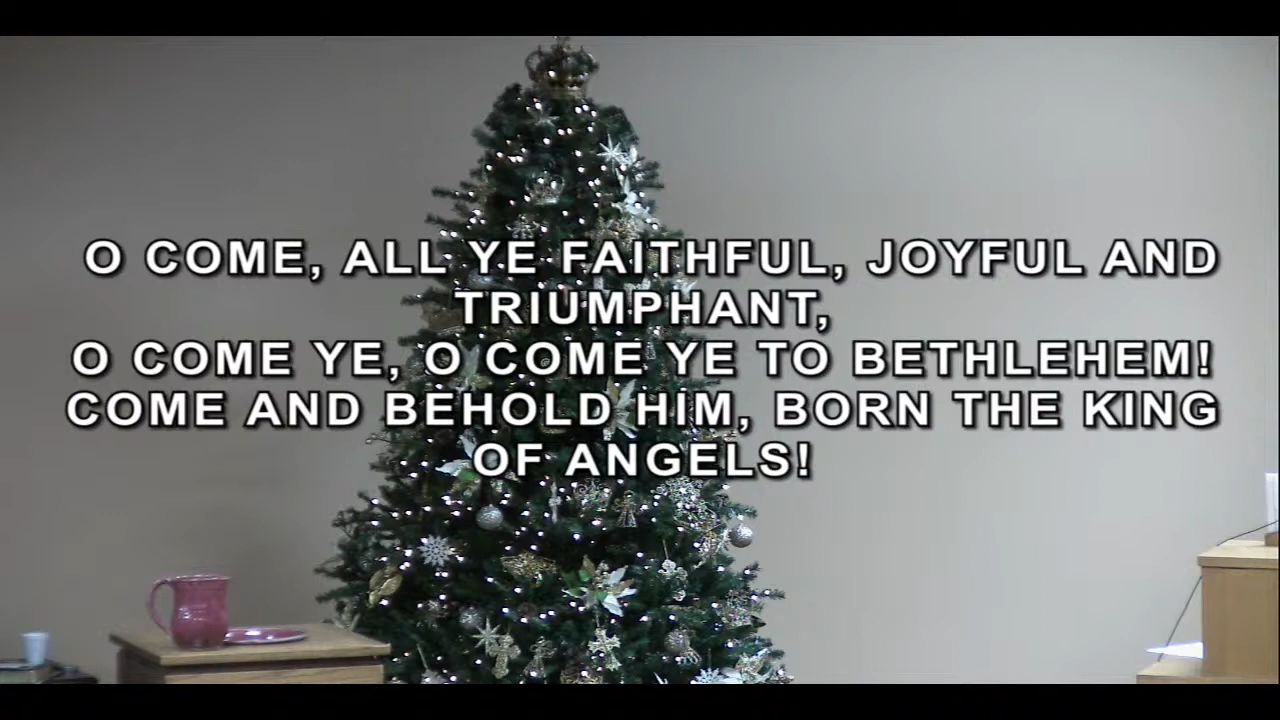 O COME, ALL YE FAITHFUL, JOYFUL AND
TRIUMPHANT,
O COME YE, O COME YE TO BETHLEHEM!
COME AND BEHOLD HIM, BORN THE KING
OF ANGELS!